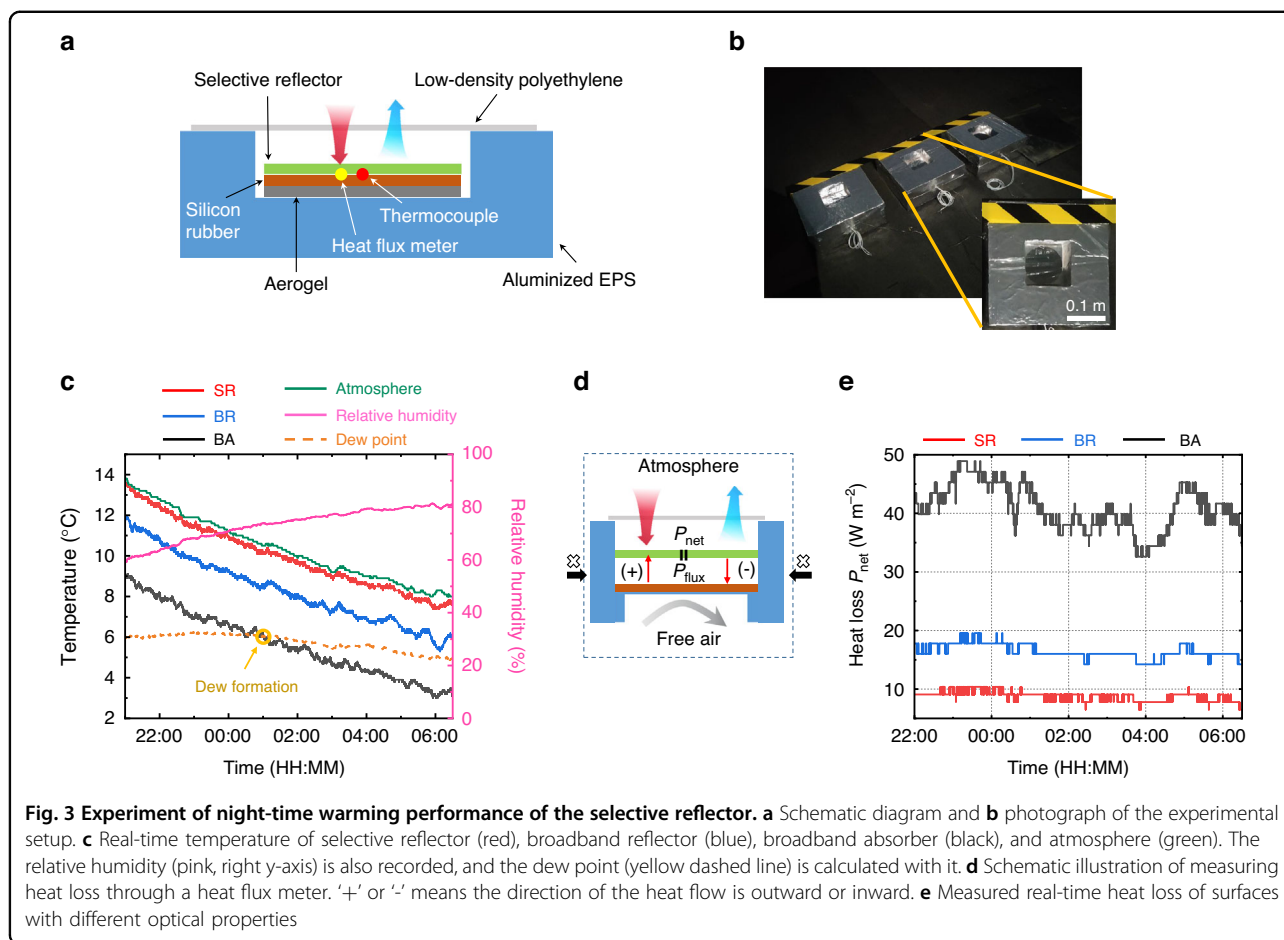 a
Selective reflector
Low-density polyethylene
Silicon
rubber
Thermocouple
Heat flux meter
Aerogel
Aluminized EPS
b
0.1 m
c
SR
Atmosphere
BR
Relative humidity
BA
Dew point
Temperature (°C)
14
12
10
8
6
4
2
Dew formation
100
80
60
40
20
0
Relative humidity
(%)
22:00 00:00 02:00 04:00 06:00
Time (HH:MM)
d
Atmosphere
Pnet
(+) (-)
Pflux
Free air
e
SR BR BA
Heat loss Pnet (W m−2)
50
40
30
20
10
22:00 00:00 02:00 04:00 06:00
Time (HH:MM)
Fig. 3 Experiment of night-time warming performance of the selective reflector. a Schematic diagram and b photograph of the experimental
setup. c Real-time temperature of selective reflector (red), broadband reflector (blue), broadband absorber (black), and atmosphere (green). The
relative humidity (pink, right y-axis) is also recorded, and the dew point (yellow dashed line) is calculated with it. d Schematic illustration of measuring
heat loss through a heat flux meter. '+' or '-' means the direction of the heat flow is outward or inward. e Measured real-time heat loss of surfaces
with different optical properties